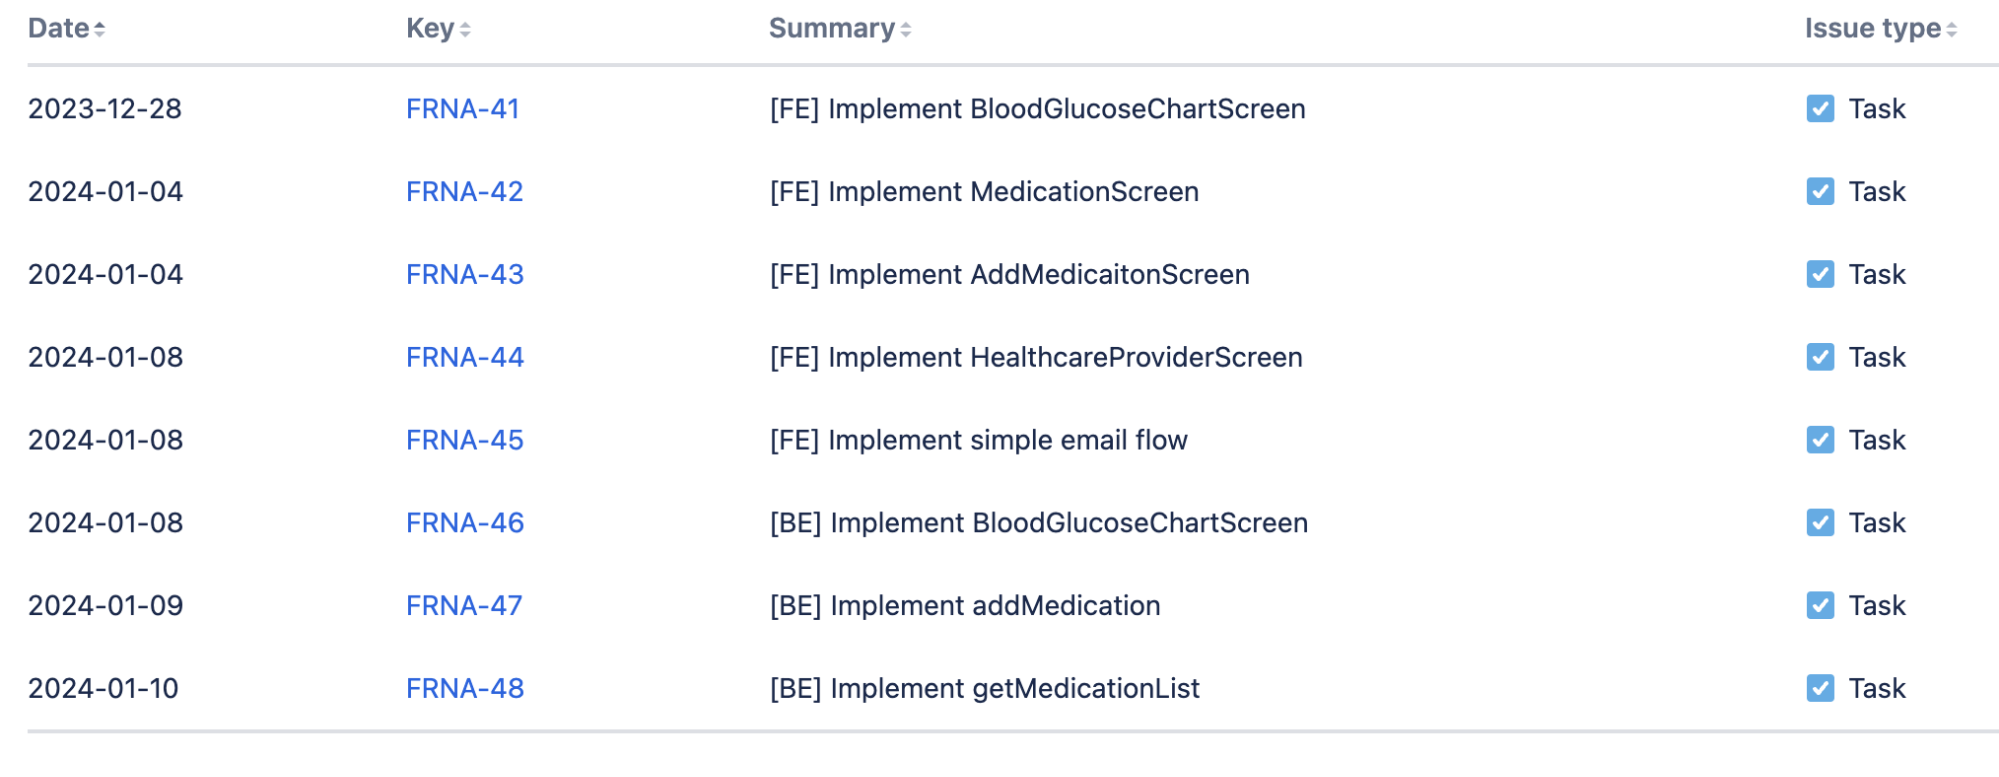 Date Key Summary Issue type
2023-12-28 FRNA-41 [FE] Implement BloodGlucoseChartScreen Task
2024-01-04 FRNA-42 [FE] Implement MedicationScreen Task
2024-01-04 FRNA-43 [FE] Implement AddMedicaitonScreen Task
2024-01-08 FRNA-44 [FE] Implement HealthcareProviderScreen Task
2024-01-08 FRNA-45 [FE] Implement simple email flow Task
2024-01-08 FRNA-46 [BE] Implement BloodGlucoseChartScreen Task
2024-01-09 FRNA-47 [BE] Implement addMedication Task
2024-01-10 FRNA-48 [BE] Implement getMedicationList Task